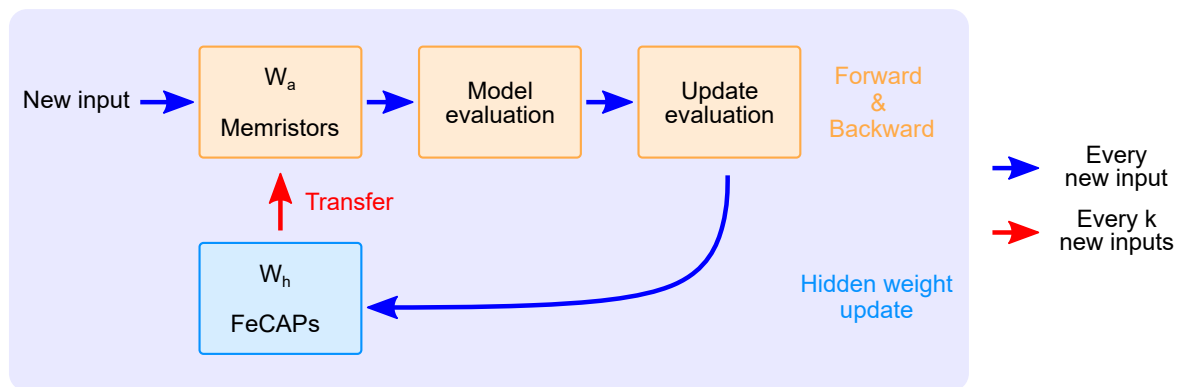 New input
Wa
Memristors
Model
evaluation
Update
evaluation
Forward
&
Backward
Transfer
Wh
FeCAPs
Hidden weight
update
Every
new input
Every k
new inputs